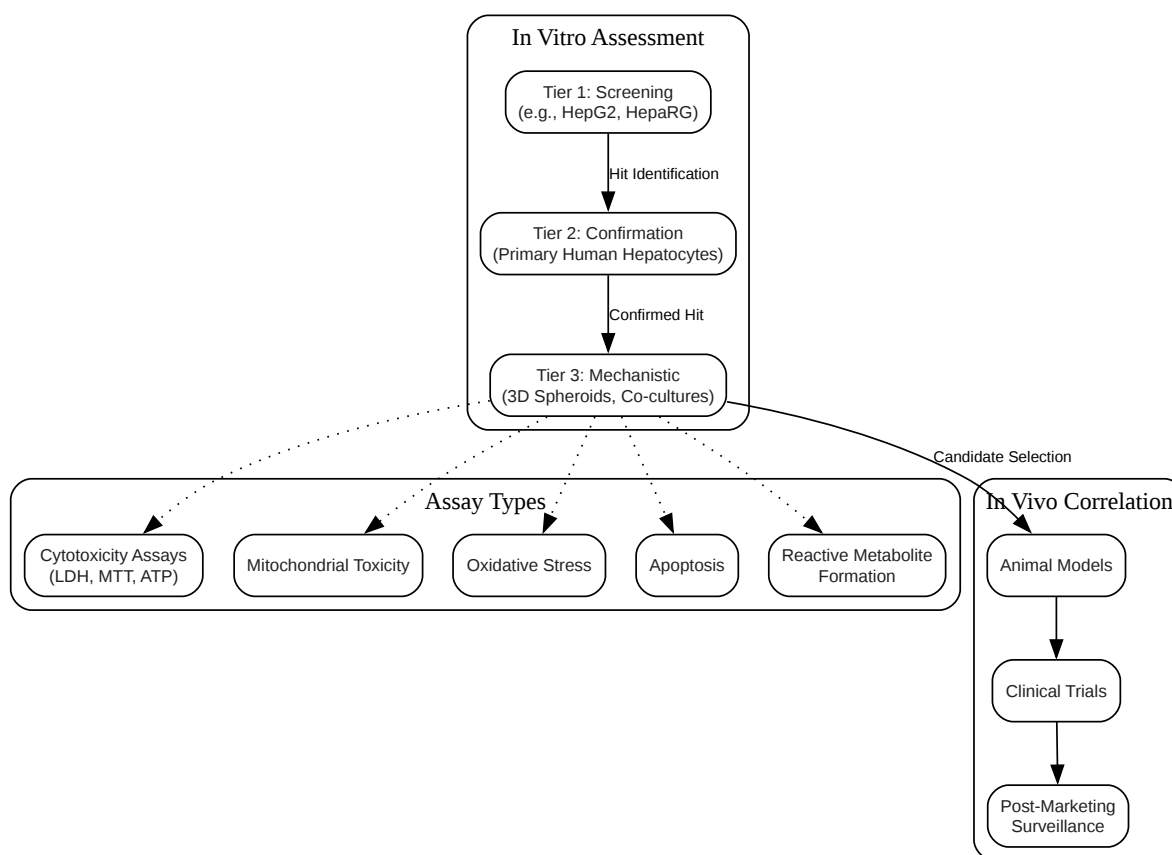 In Vitro Assessment
Tier 1: Screening
(e.g., HepG2, HepaRG)
Hit Identification
Tier 2: Confirmation
(Primary Human Hepatocytes)
Confirmed Hit
Tier 3: Mechanistic
(3D Spheroids, Co-cultures)
Candidate Selection
Assay Types
Cytotoxicity Assays
(LDH, MTT, ATP)
Mitochondrial Toxicity
Oxidative Stress
Apoptosis
Reactive Metabolite
Formation
In Vivo Correlation
Animal Models
Clinical Trials
Post-Marketing
Surveillance